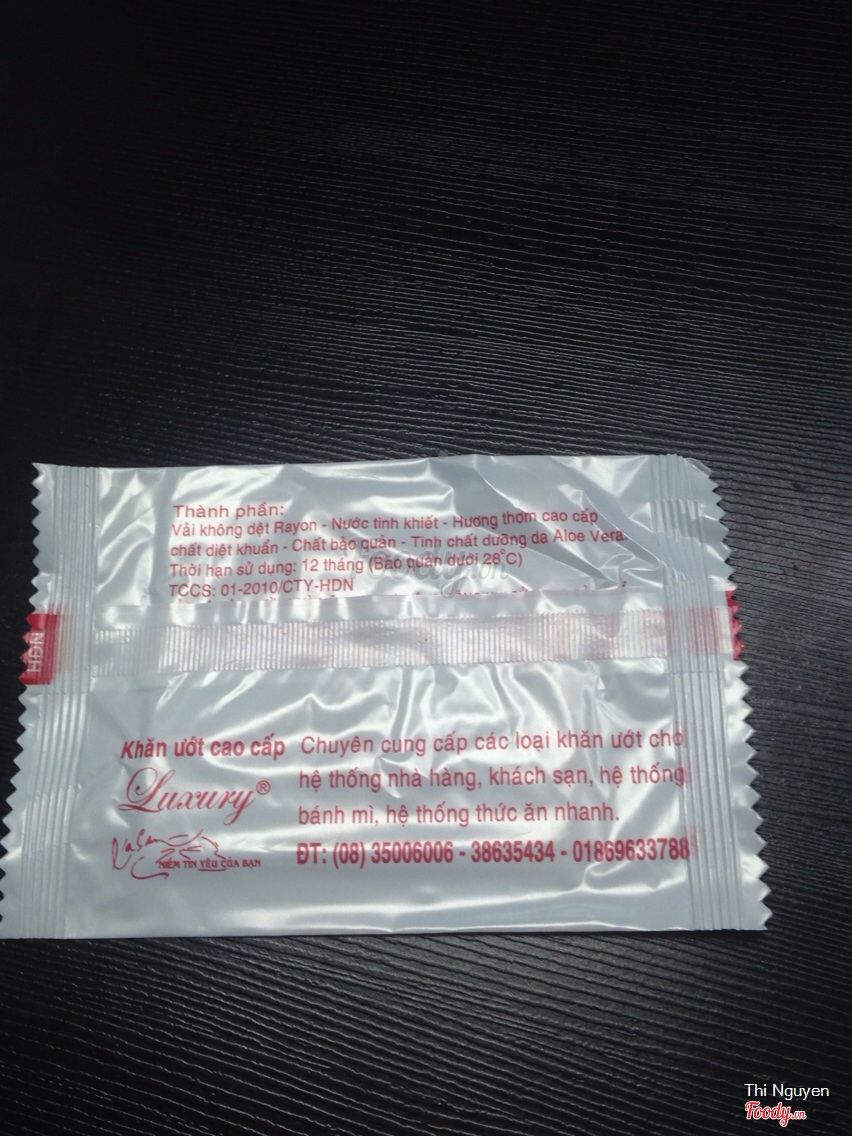 Thành phần:
Vải không dệt Rayon - Nước tinh khiết - Hương thơm cao cấp
chất diệt khuẩn - Chất bảo quản - Tinh chất dưỡng da Aloe Vera.
Thời hạn sử dụng: 12 tháng (Bảo quản dưới 28°C)
TCCS: 01-2010/CTY-HDN
HDN
Khăn ướt cao cấp
Luxury®
NIỀM TIN YÊU CỦA BẠN
Chuyên cung cấp các loại khăn ướt cho
hệ thống nhà hàng, khách sạn, hệ thống
bánh mì, hệ thống thức ăn nhanh.
ĐT: (08) 35006006 - 38635434 - 01869633788
Thi Nguyen
Foody.vn